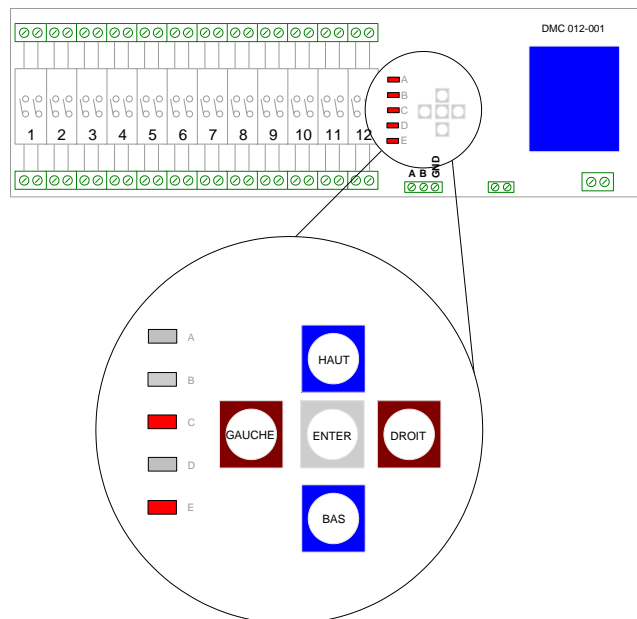 DMC 012-001
A
B
C
D
E
1 2 3 4 5 6 7 8 9 10 11 12
A B GND
A
B
C
D
E
HAUT
GAUCHE ENTER DROIT
BAS